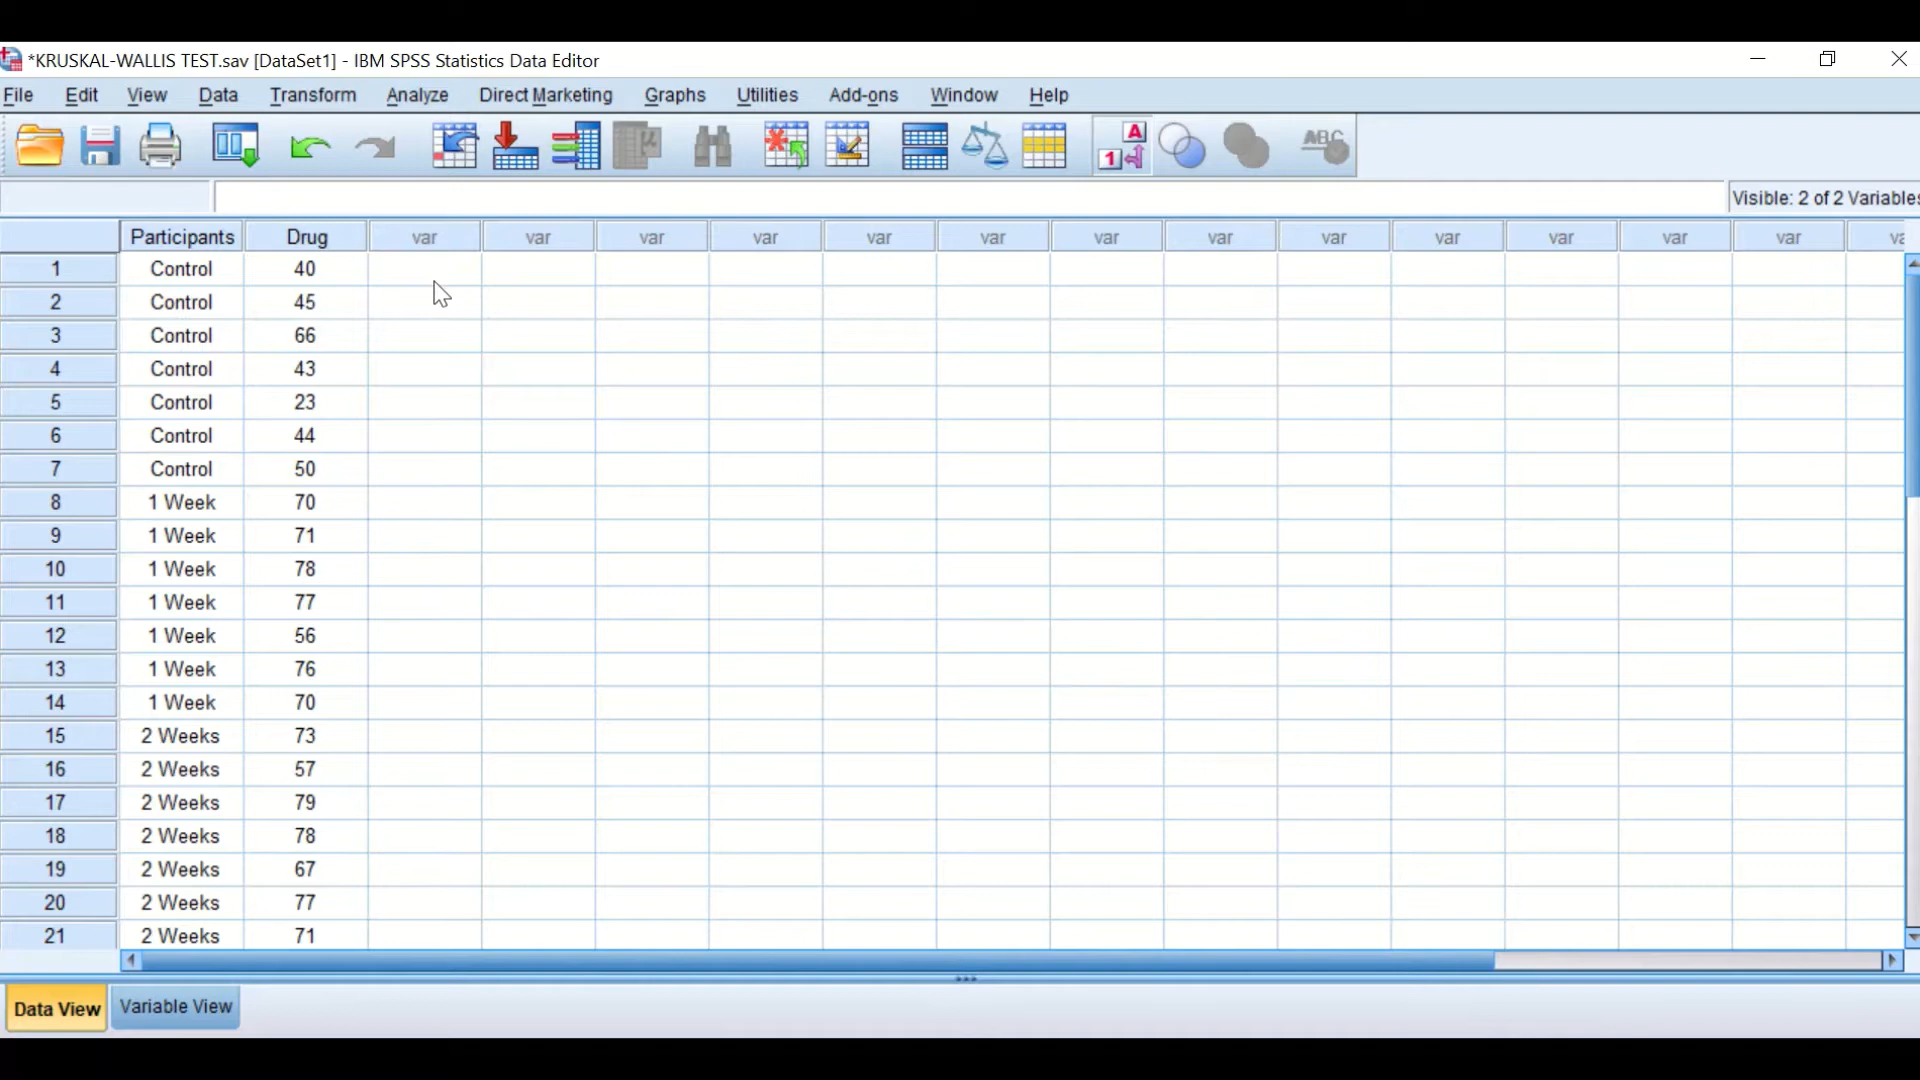 *KRUSKAL-WALLIS TEST.sav [DataSet1] - IBM SPSS Statistics Data Editor
File Edit View Data Transform Analyze Direct Marketing Graphs Utilities Add-ons Window Help
A
1
ABC
Visible: 2 of 2 Variables
Participants Drug var var var var var var var var var var var var var va
1 Control 40
2 Control 45
3 Control 66
4 Control 43
5 Control 23
6 Control 44
7 Control 50
8 1 Week 70
9 1 Week 71
10 1 Week 78
11 1 Week 77
12 1 Week 56
13 1 Week 76
14 1 Week 70
15 2 Weeks 73
16 2 Weeks 57
17 2 Weeks 79
18 2 Weeks 78
19 2 Weeks 67
20 2 Weeks 77
21 2 Weeks 71
Data View Variable View